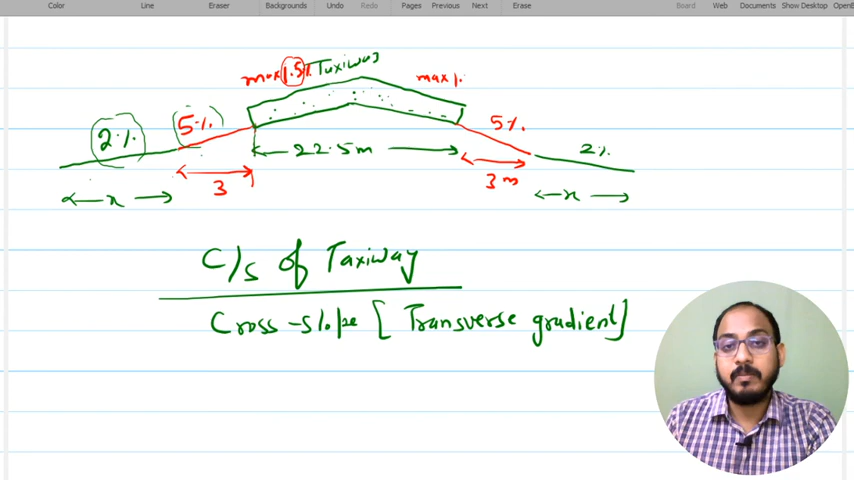 Color Line Eraser Backgrounds Undo Redo Pages Previous Next Erase Board Web Documents Show Desktop OpenB
max 1.5% Taxiway max %
2% 5% 5% 2%
22.5m
x 3 3m x
C/s of Taxiway
Cross-slope [Transverse gradient]